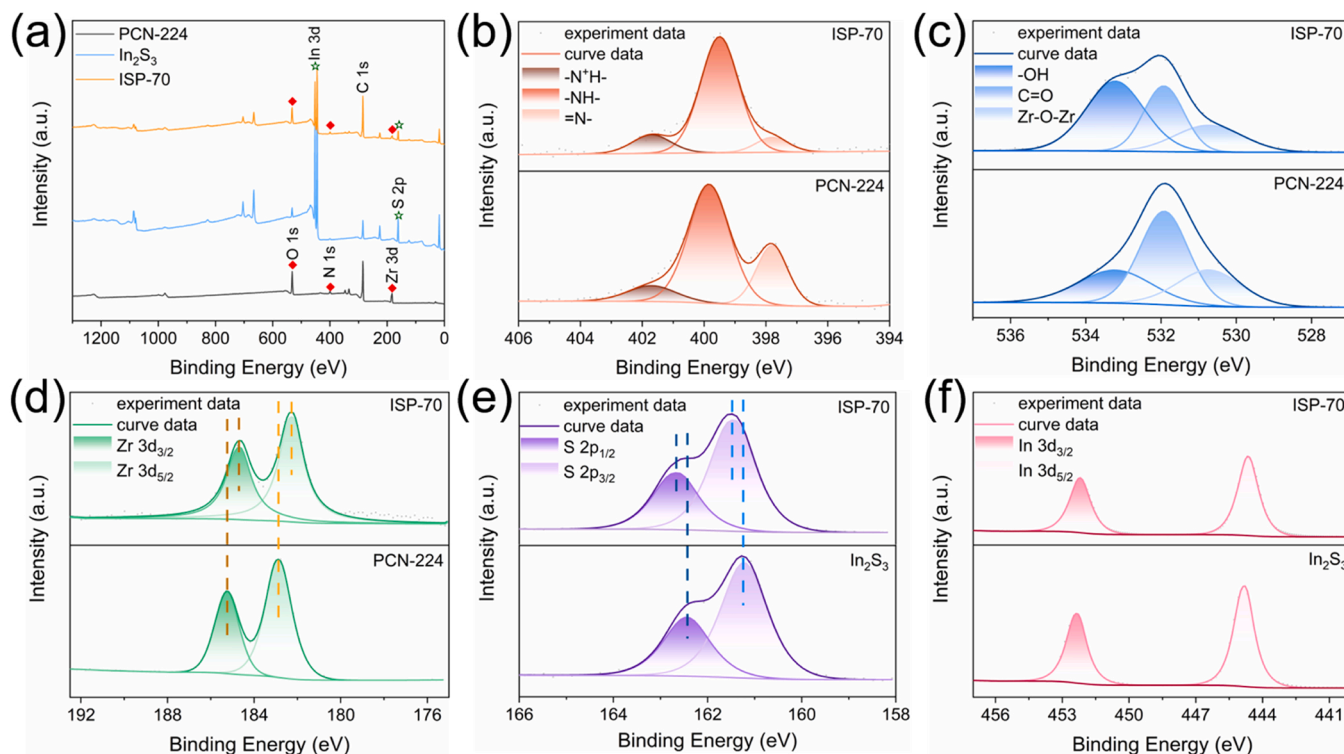 (a)
PCN-224
In₂S₃
ISP-70
In 3d
C 1s
S 2p
O 1s
N 1s
Zr 3d
Intensity (a.u.)
1200 1000 800 600 400 200 0
Binding Energy (eV)
(b)
experiment data
ISP-70
curve data
-N⁺H-
-NH-
=N-
PCN-224
Intensity (a.u.)
406 404 402 400 398 396 394
Binding Energy (eV)
(c)
experiment data
ISP-70
curve data
-OH
C=O
Zr-O-Zr
PCN-224
Intensity (a.u.)
536 534 532 530 528
Binding Energy (eV)
(d)
experiment data
ISP-70
curve data
Zr 3d₃/₂
Zr 3d₅/₂
PCN-224
Intensity (a.u.)
192 188 184 180 176
Binding Energy (eV)
(e)
experiment data
ISP-70
curve data
S 2p₁/₂
S 2p₃/₂
In₂S₃
Intensity (a.u.)
166 164 162 160 158
Binding Energy (eV)
(f)
experiment data
ISP-70
curve data
In 3d₃/₂
In 3d₅/₂
In₂S₃
Intensity (a.u.)
456 453 450 447 444 441
Binding Energy (eV)